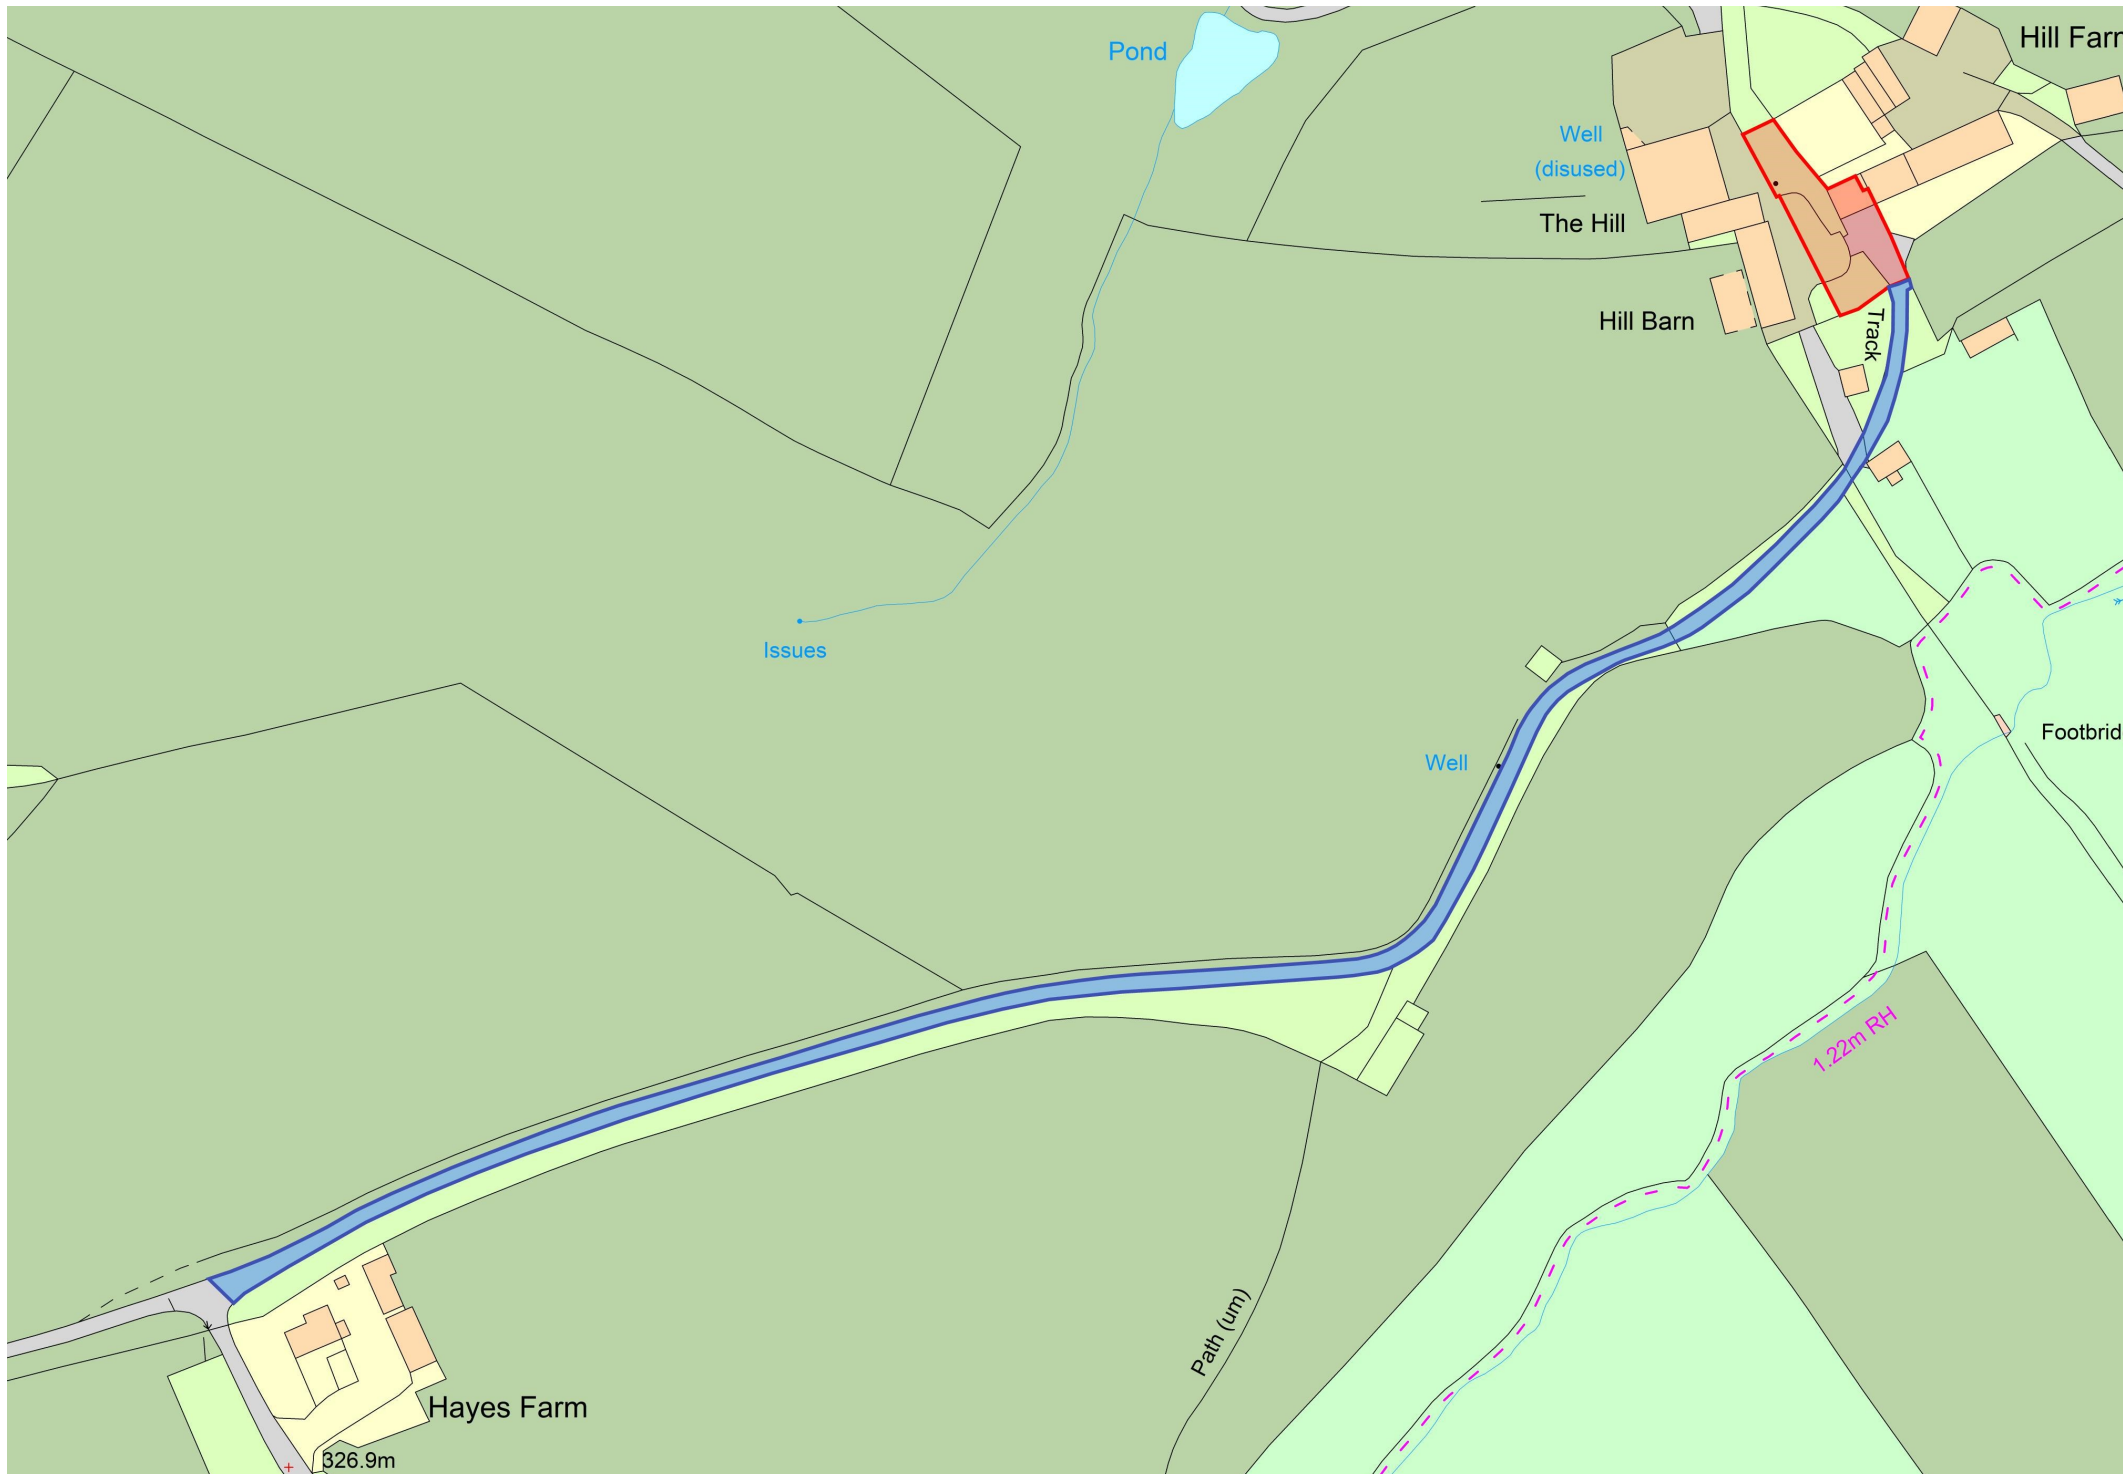 Hill Farr
Pond
Well
(disused)
The Hill
Hill Barn
Track
Issues
Footbrid
Well
1.22m RH
Path (um)
Hayes Farm
326.9m